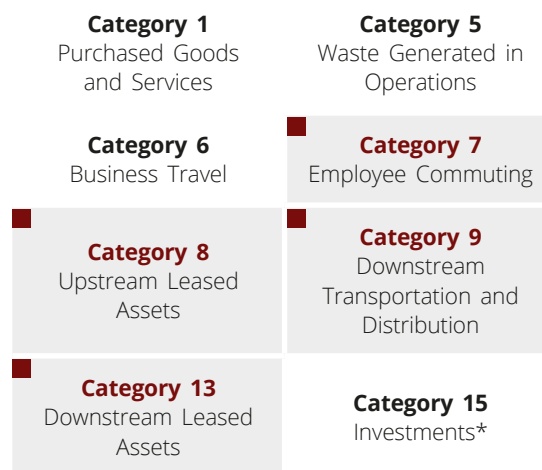 Category 1
Purchased Goods
and Services
Category 5
Waste Generated in
Operations
Category 6
Business Travel
Category 7
Employee Commuting
Category 8
Upstream Leased
Assets
Category 9
Downstream
Transportation and
Distribution
Category 13
Downstream Leased
Assets
Category 15
Investments*